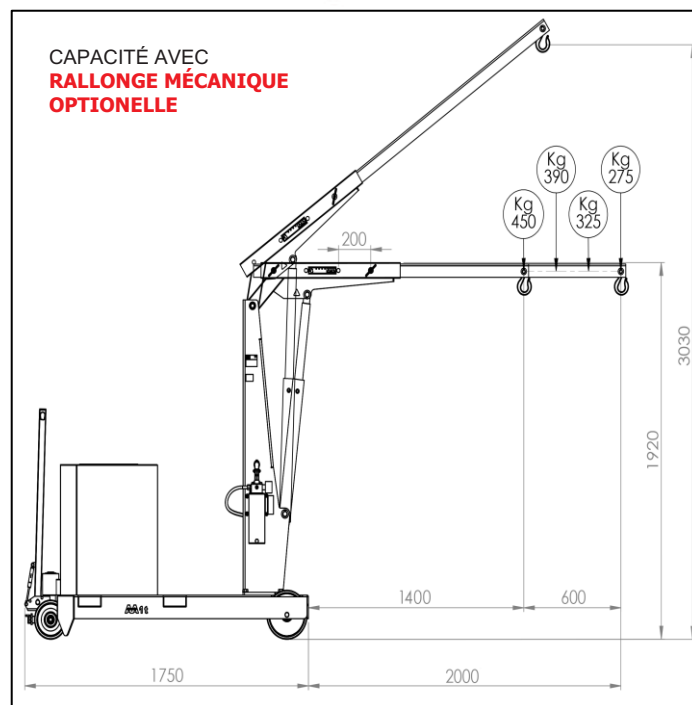 CAPACITÉ AVEC
RALLONGE MÉCANIQUE
OPTIONELLE
Kg
390
Kg
275
Kg
450
Kg
325
200
3030
1920
1400
600
1750
2000